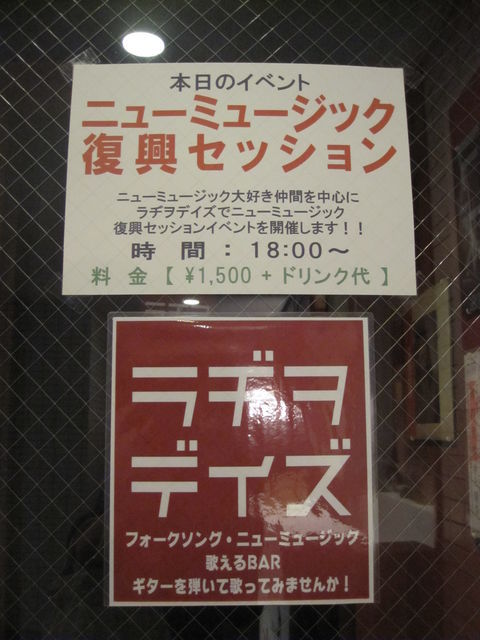 本日のイベント
ニューミュージック
復興セッション
ニューミュージック大好き仲間を中心に
ラヂヲデイズでニューミュージック
復興セッションイベントを開催します！！
時間：18:00～
料金【¥1,500+ドリンク代】
ラヂヲ
デイズ
フォークソング・ニューミュージック
歌えるBAR
ギターを弾いて歌ってみませんか！